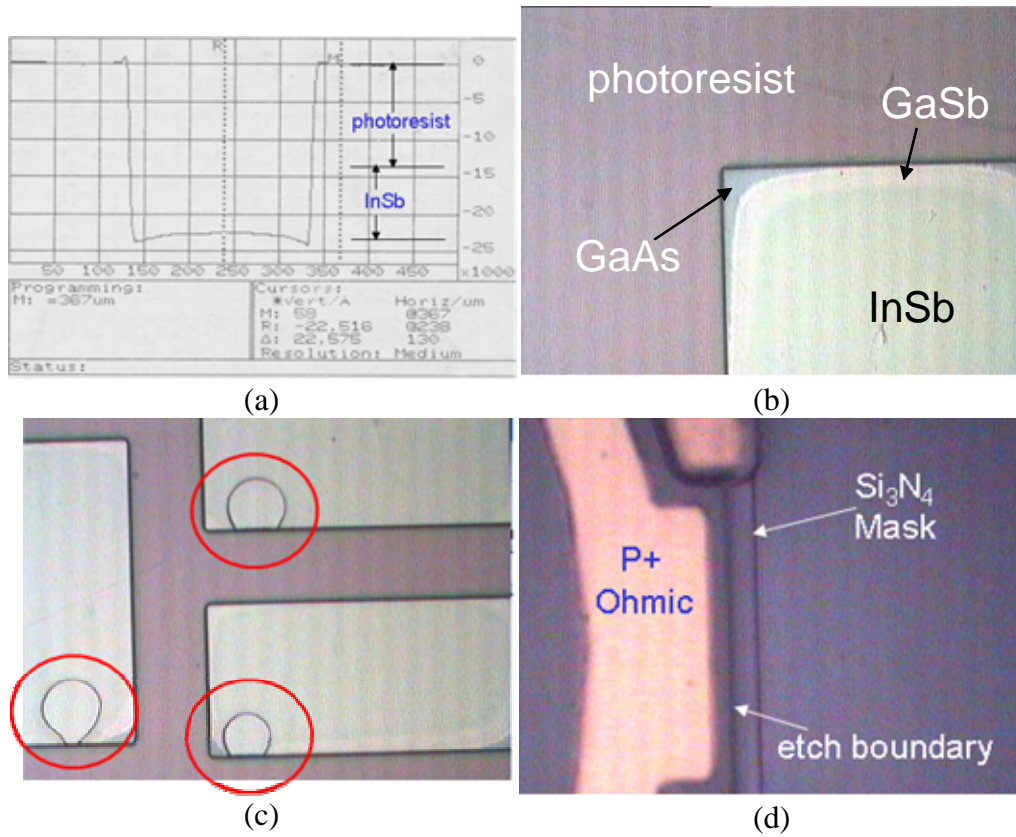 R
M
0
-5
-10
-15
-20
-25
photoresist
InSb
50 100 150 200 250 300 350 400 450 x1000
Programming:
M: =367um
Cursors:
*Vert/A Horiz/um
M: 58 @367
R: -22,516 @238
Δ: 22,575 130
Resolution: Medium
Status:
(a)
photoresist
GaSb
GaAs
InSb
(b)
(c)
Si3N4
Mask
P+
Ohmic
etch boundary
(d)